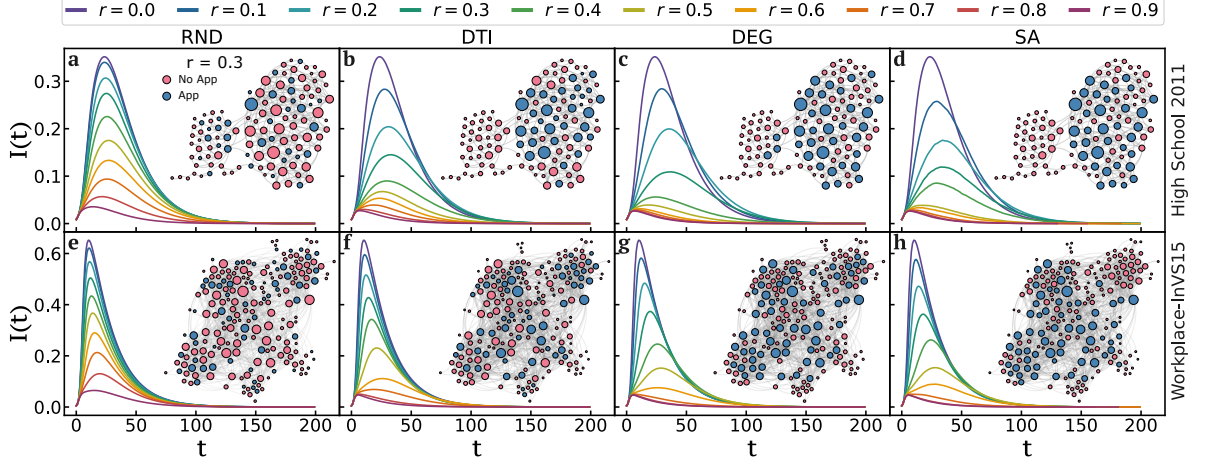 r = 0.0 r = 0.1 r = 0.2 r = 0.3 r = 0.4 r = 0.5 r = 0.6 r = 0.7 r = 0.8 r = 0.9
RND DTI DEG SA
a b c d
r = 0.3
No App
App
I(t)
0.3
0.2
0.1
0.0
High School 2011
e f g h
I(t)
0.6
0.4
0.2
0.0
Workplace-InVS15
0 50 100 150 200 0 50 100 150 200 0 50 100 150 200 0 50 100 150 200
t t t t